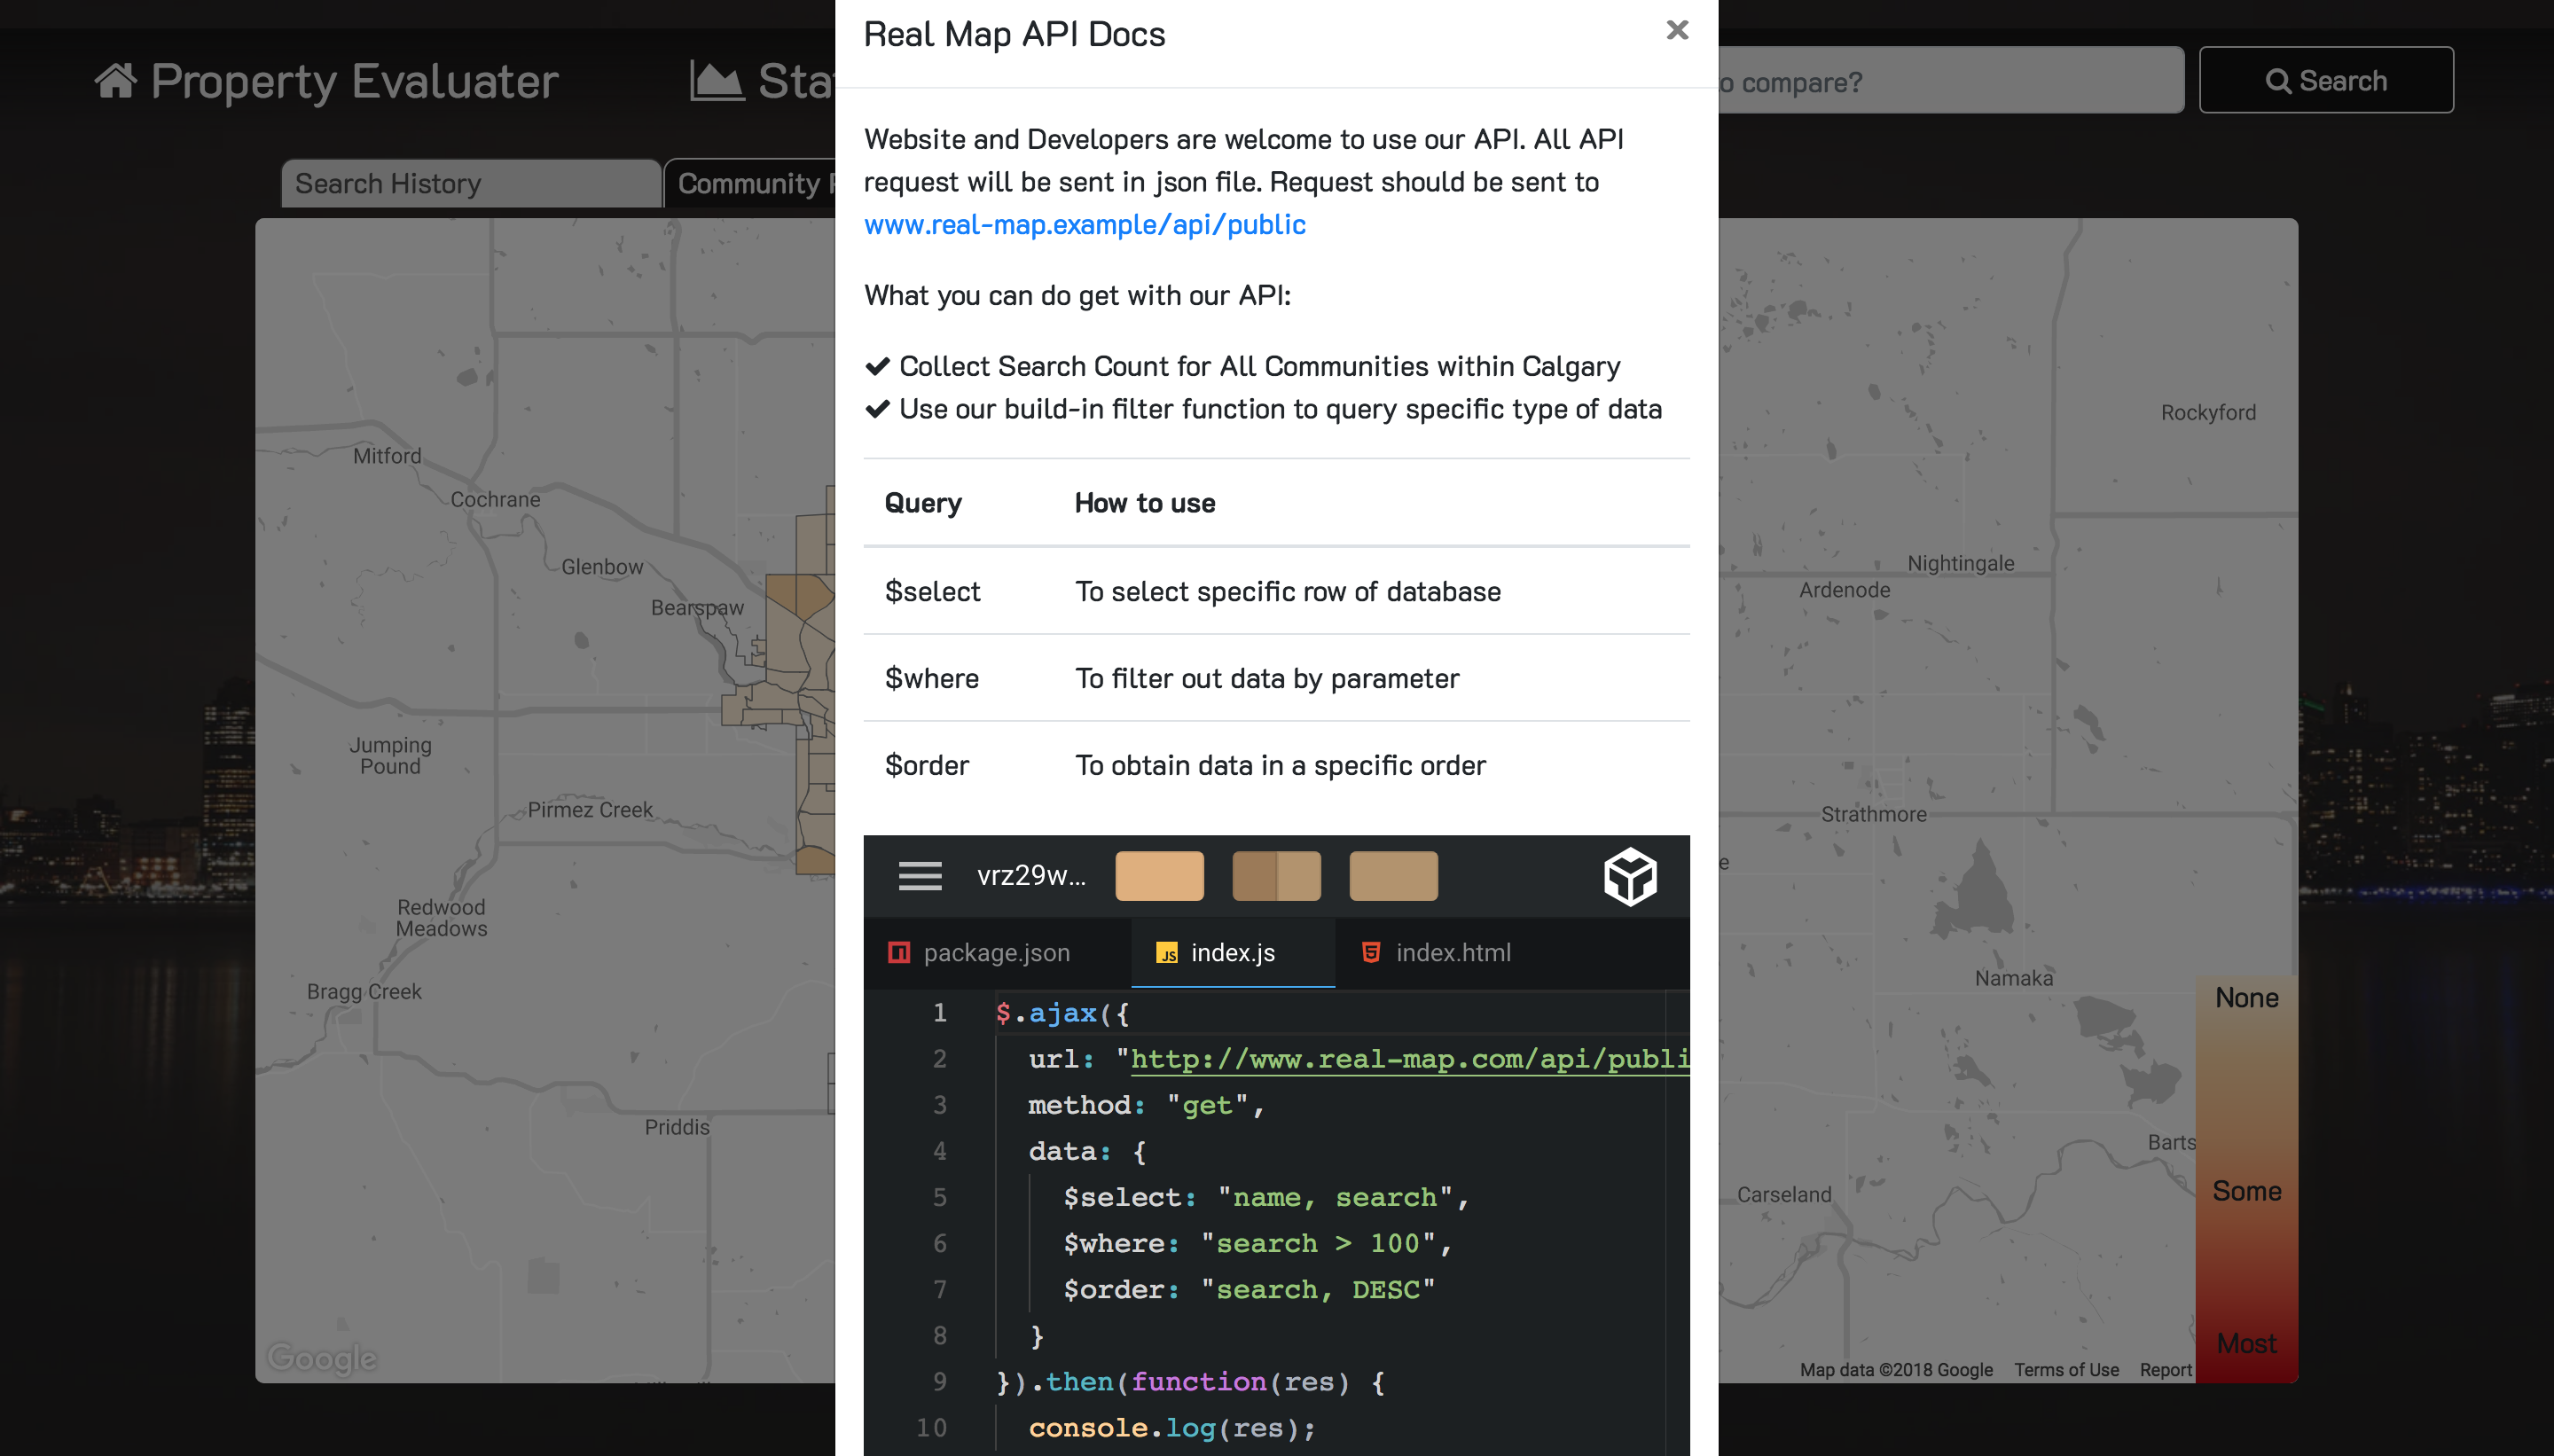 Real Map API Docs
Property Evaluater
Sta
o compare?
Search
Search History
Community
Website and Developers are welcome to use our API. All API
request will be sent in json file. Request should be sent to
www.real-map.example/api/public
What you can do get with our API:
Collect Search Count for All Communities within Calgary
Use our build-in filter function to query specific type of data
Query How to use
$select To select specific row of database
$where To filter out data by parameter
$order To obtain data in a specific order
vrz29w...
package.json index.js index.html
1 $.ajax({
2 url: "http://www.real-map.com/api/publi
3 method: "get",
4 data: {
5 $select: "name, search",
6 $where: "search > 100",
7 $order: "search, DESC"
8 }
9 }).then(function(res) {
10 console.log(res);
Mitford
Cochrane
Glenbow
Bearspaw
Jumping
Pound
Pirmez Creek
Redwood
Meadows
Bragg Creek
Priddis
Google
Rockyford
Nightingale
Ardenode
Strathmore
e
Namaka
Barts
Carseland
None
Some
Most
Map data ©2018 Google Terms of Use Report